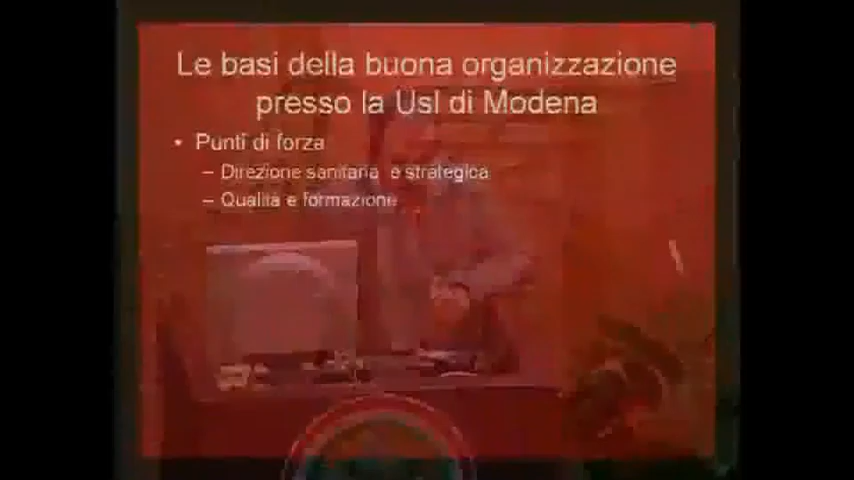 Le basi della buona organizzazione
presso la Usl di Modena
• Punti di forza
– Direzione sanitaria e strategica
– Qualità e formazione